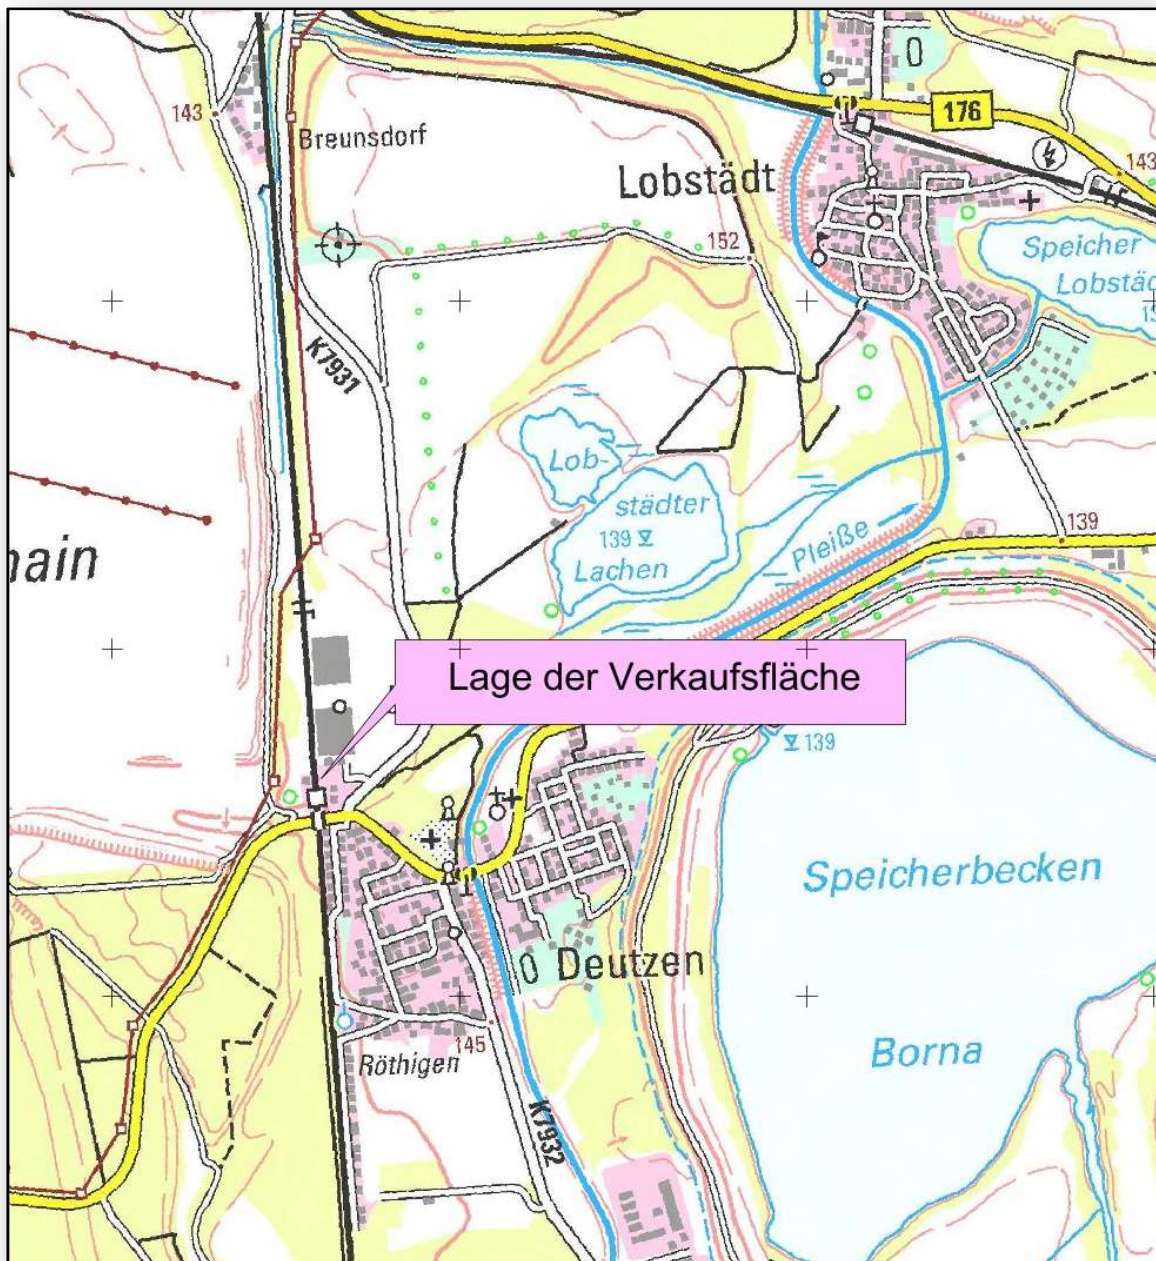 143
Breunsdorf
Lobstädt
176
143
152
Speicher
Lobstäd
K7931
Lob-
städter
139
Lachen
Pleiße
139
hain
Lage der Verkaufsfläche
139
Speicherbecken
Deutzen
Borna
Röthigen
145
K7932